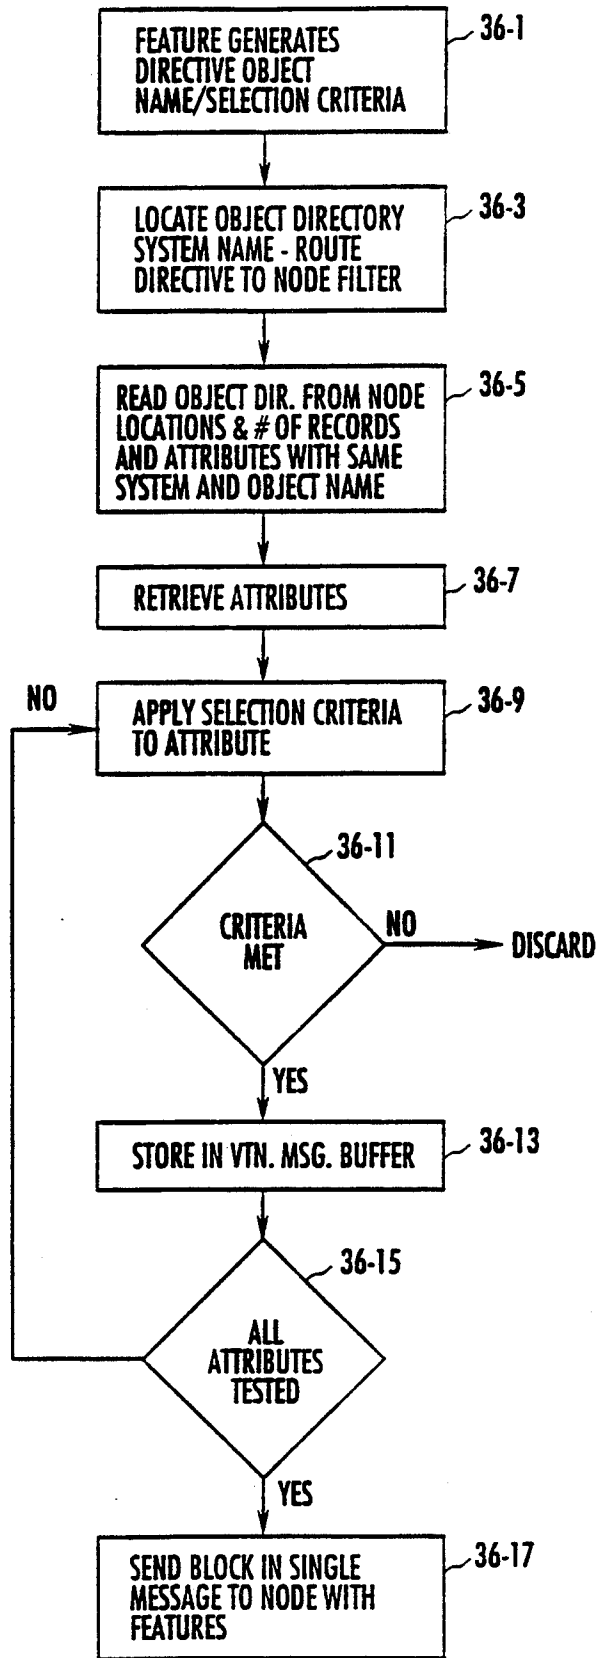 36-1
FEATURE GENERATES
DIRECTIVE OBJECT
NAME/SELECTION CRITERIA
36-3
LOCATE OBJECT DIRECTORY
SYSTEM NAME - ROUTE
DIRECTIVE TO NODE FILTER
36-5
READ OBJECT DIR. FROM NODE
LOCATIONS & # OF RECORDS
AND ATTRIBUTES WITH SAME
SYSTEM AND OBJECT NAME
36-7
RETRIEVE ATTRIBUTES
NO
36-9
APPLY SELECTION CRITERIA
TO ATTRIBUTE
36-11
CRITERIA
MET
NO
DISCARD
YES
36-13
STORE IN VTN. MSG. BUFFER
36-15
ALL
ATTRIBUTES
TESTED
YES
36-17
SEND BLOCK IN SINGLE
MESSAGE TO NODE WITH
FEATURES